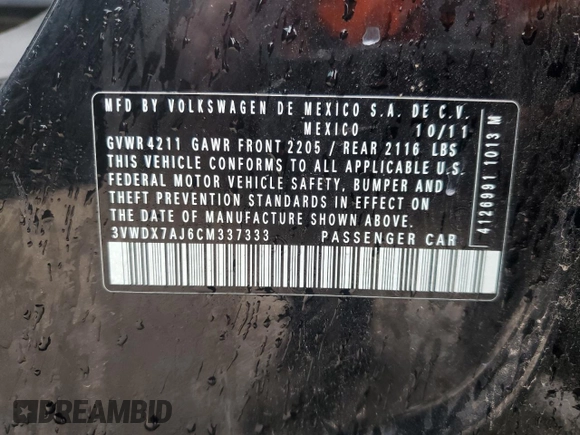 MFD BY VOLKSWAGEN DE MEXICO S.A. DE C.V.
MEXICO 10/11
GVWR 4211 GAWR FRONT 2205 / REAR 2116 LBS
THIS VEHICLE CONFORMS TO ALL APPLICABLE U.S.
FEDERAL MOTOR VEHICLE SAFETY, BUMPER AND
THEFT PREVENTION STANDARDS IN EFFECT ON
THE DATE OF MANUFACTURE SHOWN ABOVE.
3VWDX7AJ6CM337333 PASSENGER CAR
4126991 1013 M
DREAMBID